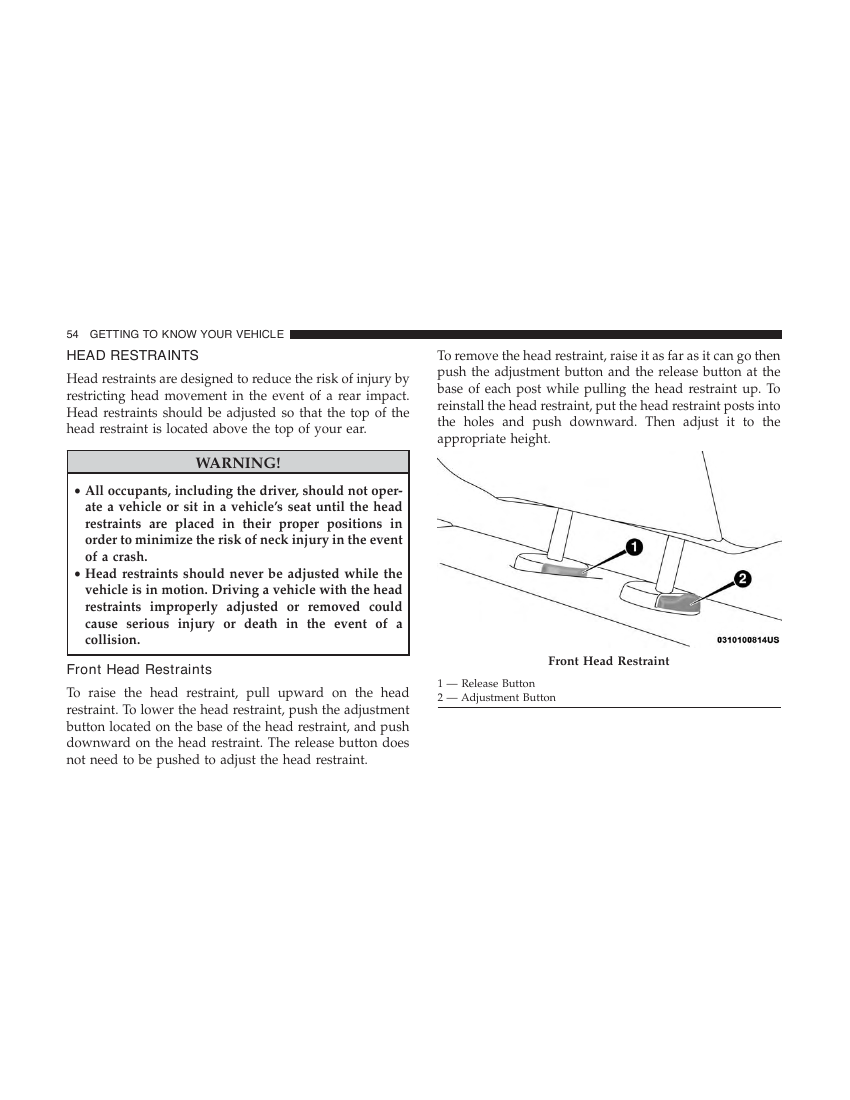 54 GETTING TO KNOW YOUR VEHICLE
HEAD RESTRAINTS
Head restraints are designed to reduce the risk of injury by
restricting head movement in the event of a rear impact.
Head restraints should be adjusted so that the top of the
head restraint is located above the top of your ear.
WARNING!
• All occupants, including the driver, should not oper-
ate a vehicle or sit in a vehicle’s seat until the head
restraints are placed in their proper positions in
order to minimize the risk of neck injury in the event
of a crash.
• Head restraints should never be adjusted while the
vehicle is in motion. Driving a vehicle with the head
restraints improperly adjusted or removed could
cause serious injury or death in the event of a
collision.
Front Head Restraints
To raise the head restraint, pull upward on the head
restraint. To lower the head restraint, push the adjustment
button located on the base of the head restraint, and push
downward on the head restraint. The release button does
not need to be pushed to adjust the head restraint.
To remove the head restraint, raise it as far as it can go then
push the adjustment button and the release button at the
base of each post while pulling the head restraint up. To
reinstall the head restraint, put the head restraint posts into
the holes and push downward. Then adjust it to the
appropriate height.
1
2
0310100814US
Front Head Restraint
1 — Release Button
2 — Adjustment Button